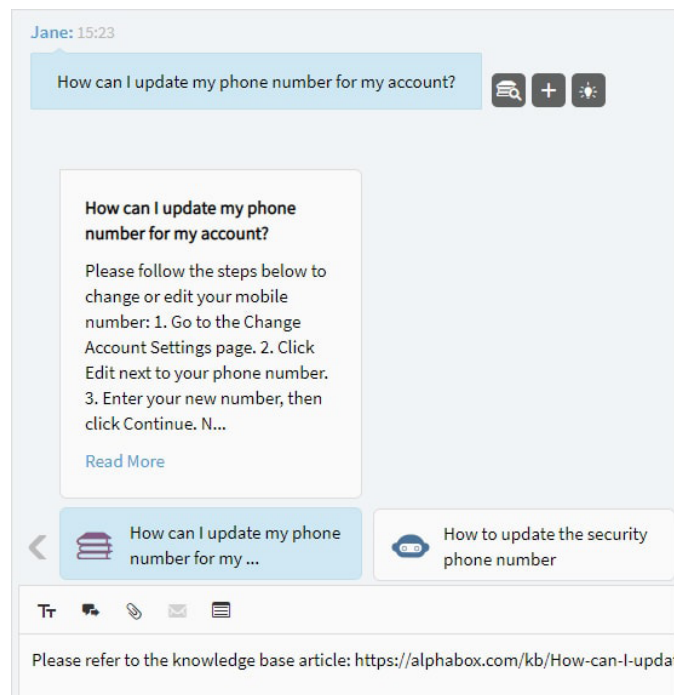 Jane: 15:23
How can I update my phone number for my account?
How can I update my phone
number for my account?
Please follow the steps below to
change or edit your mobile
number: 1. Go to the Change
Account Settings page. 2. Click
Edit next to your phone number.
3. Enter your new number, then
click Continue. N...
Read More
How can I update my phone
number for my ...
How to update the security
phone number
Please refer to the knowledge base article: https://alphabox.com/kb/How-can-I-upda